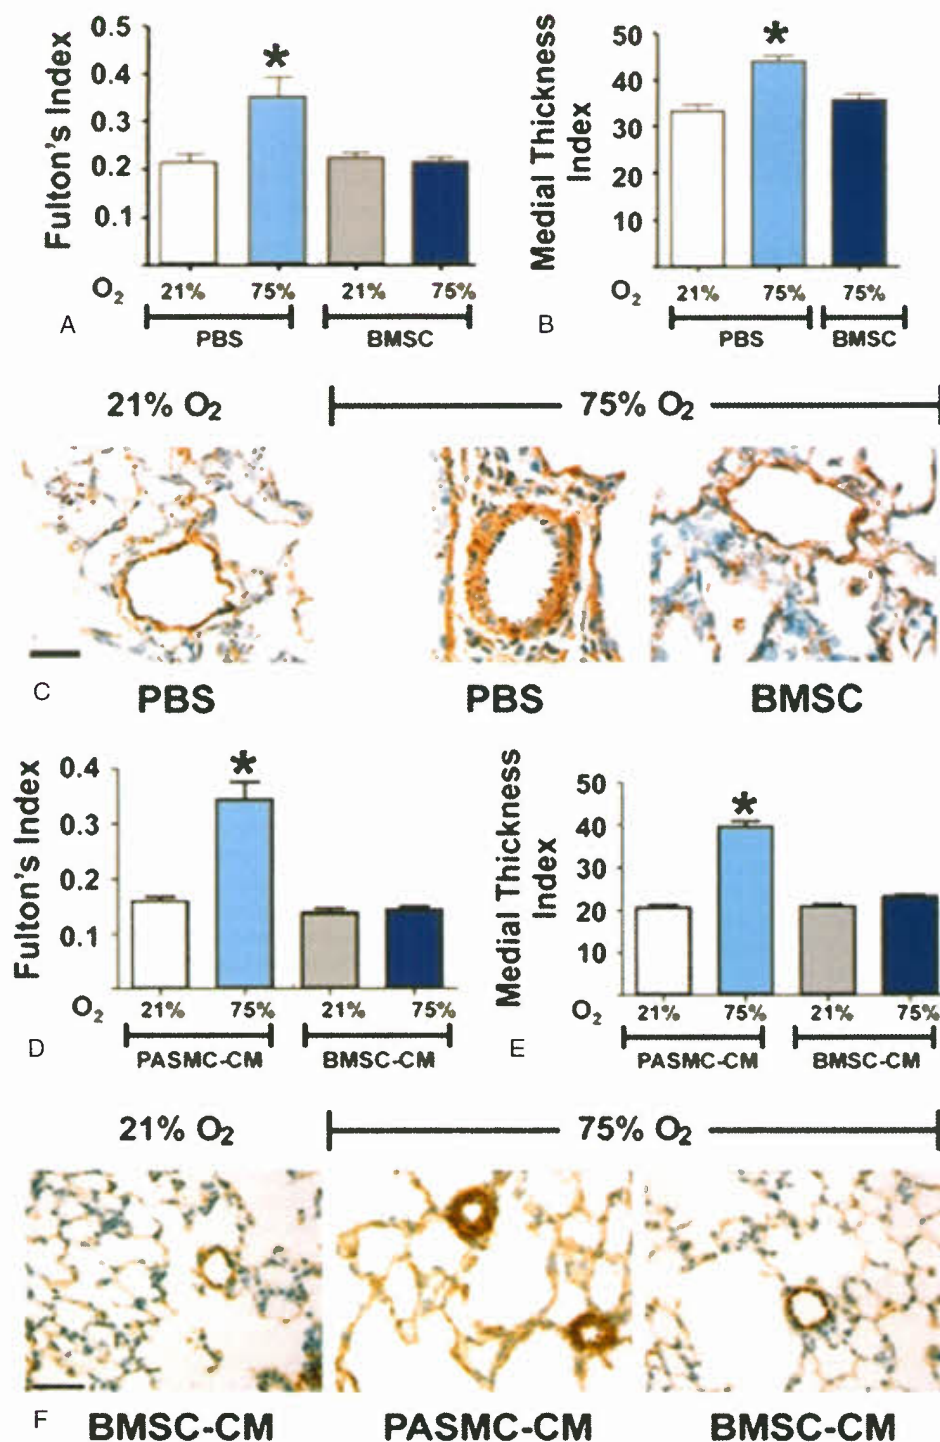 Fulton's Index
0.5
0.4
0.3
0.2
0.1
*
O₂ 21% 75% 21% 75%
PBS BMSC
A
Medial Thickness
Index
50
40
30
20
10
*
O₂ 21% 75% 75%
PBS BMSC
B
21% O₂ 75% O₂
C PBS PBS BMSC
Fulton's Index
0.4
0.3
0.2
0.1
*
O₂ 21% 75% 21% 75%
D PASMC-CM BMSC-CM
Medial Thickness
Index
50
40
30
20
10
*
O₂ 21% 75% 21% 75%
E PASMC-CM BMSC-CM
21% O₂ 75% O₂
F BMSC-CM PASMC-CM BMSC-CM